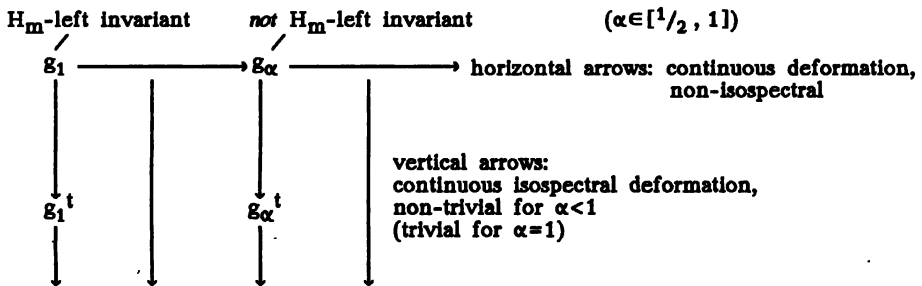 H_m-left invariant not H_m-left invariant (α∈[1/2 , 1])
g_1 g_α horizontal arrows: continuous deformation,
non-isospectral
vertical arrows:
continuous isospectral deformation,
non-trivial for α<1
(trivial for α=1)
g_1^t g_α^t